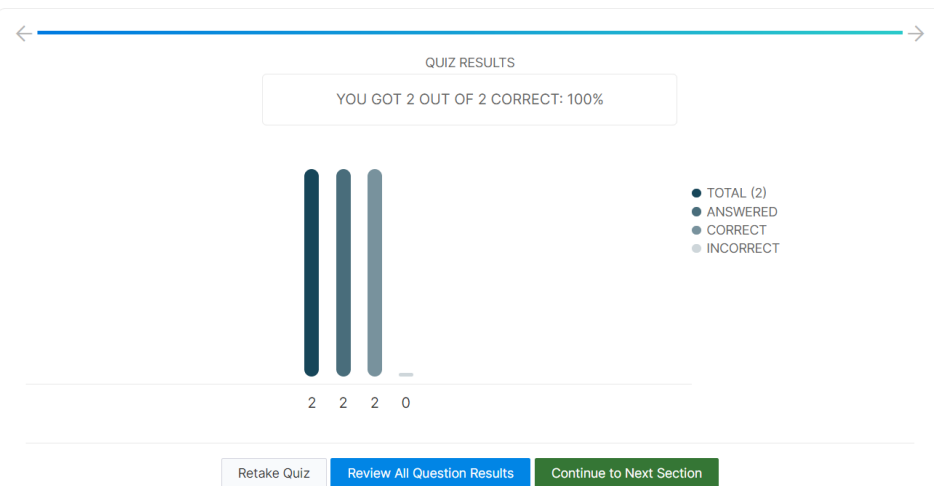 QUIZ RESULTS
YOU GOT 2 OUT OF 2 CORRECT: 100%
TOTAL (2)
ANSWERED
CORRECT
INCORRECT
2 2 2 0
Retake Quiz Review All Question Results Continue to Next Section